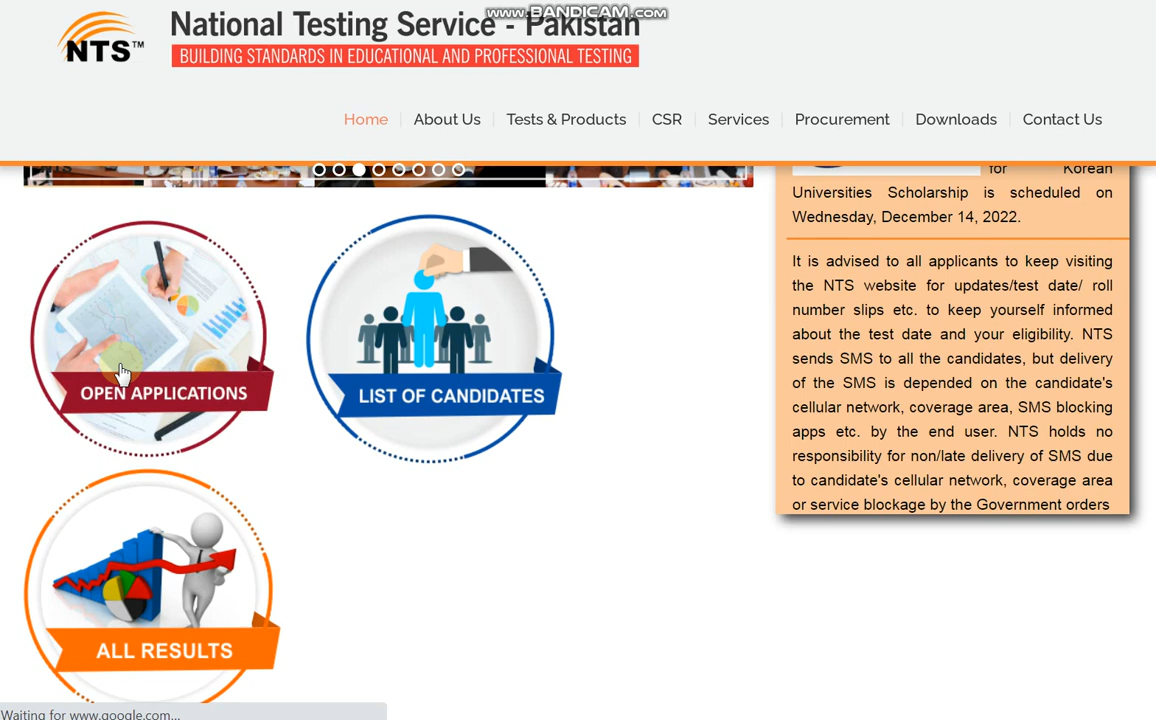 www.BANDICAM.com
NTS™
National Testing Service - Pakistan
BUILDING STANDARDS IN EDUCATIONAL AND PROFESSIONAL TESTING
Home
About Us
Tests & Products
CSR
Services
Procurement
Downloads
Contact Us
for Korean
Universities Scholarship is scheduled on
Wednesday, December 14, 2022.
It is advised to all applicants to keep visiting
the NTS website for updates/test date/ roll
number slips etc. to keep yourself informed
about the test date and your eligibility. NTS
sends SMS to all the candidates, but delivery
of the SMS is depended on the candidate's
cellular network, coverage area, SMS blocking
apps etc. by the end user. NTS holds no
responsibility for non/late delivery of SMS due
to candidate's cellular network, coverage area
or service blockage by the Government orders
OPEN APPLICATIONS
LIST OF CANDIDATES
ALL RESULTS
Waiting for www.google.com...